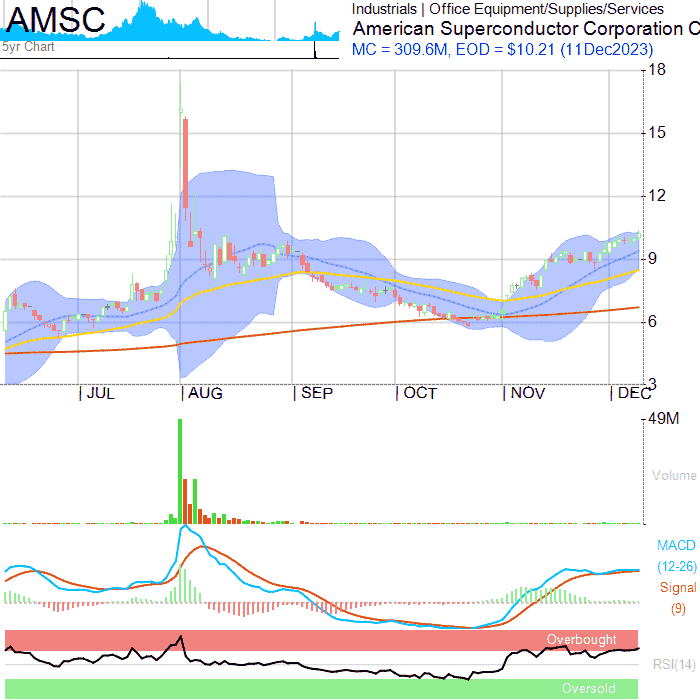 AMSC
5yr Chart
Industrials | Office Equipment/Supplies/Services
American Superconductor Corporation C
MC = 309.6M, EOD = $10.21 (11Dec2023)
18
15
12
9
6
3
JUL AUG SEP OCT NOV DEC
49M
Volume
MACD
(12-26)
Signal
(9)
Overbought
RSI(14)
Oversold